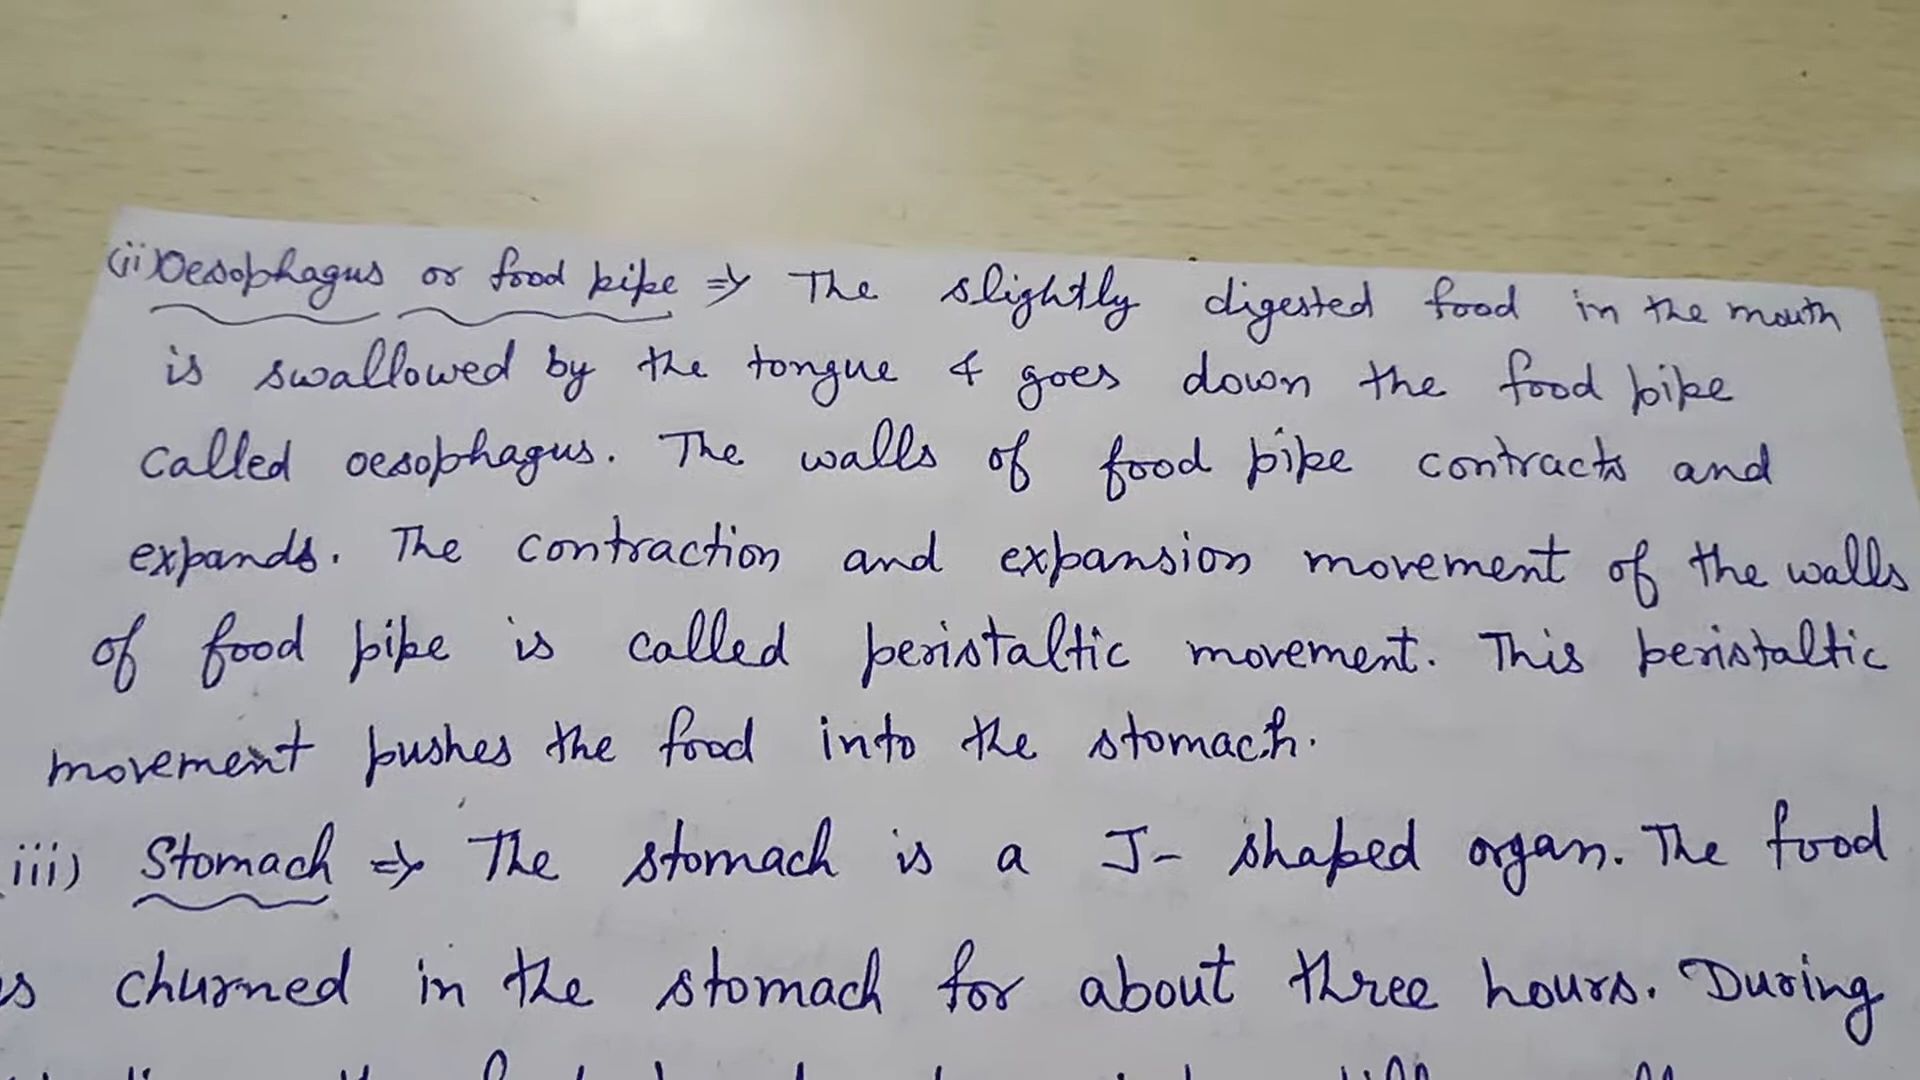 (ii) Oesophagus or food pipe => The slightly digested food in the mouth
is swallowed by the tongue & goes down the food pipe
called oesophagus. The walls of food pipe contracts and
expands. The contraction and expansion movement of the walls
of food pipe is called peristaltic movement. This peristaltic
movement pushes the food into the stomach.
iii) Stomach => The stomach is a J- shaped organ. The food
is churned in the stomach for about three hours. During